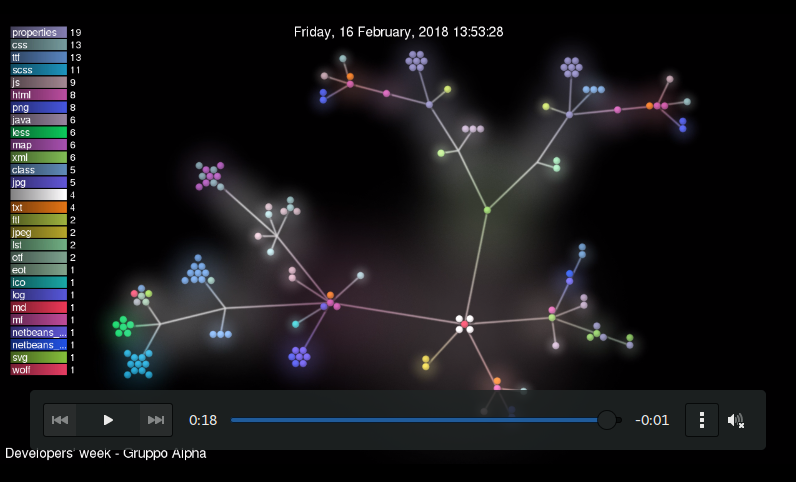 Friday, 16 February, 2018 13:53:28
properties 19
css 13
ttf 13
scss 11
js 9
html 8
png 8
java 6
less 6
map 6
xml 6
class 5
jpg 5
4
txt 4
ftl 2
jpeg 2
lst 2
otf 2
eot 1
ico 1
log 1
md 1
ml 1
netbeans_... 1
netbeans_... 1
svg 1
woff 1
0:18
-0:01
Developers' week - Gruppo Alpha